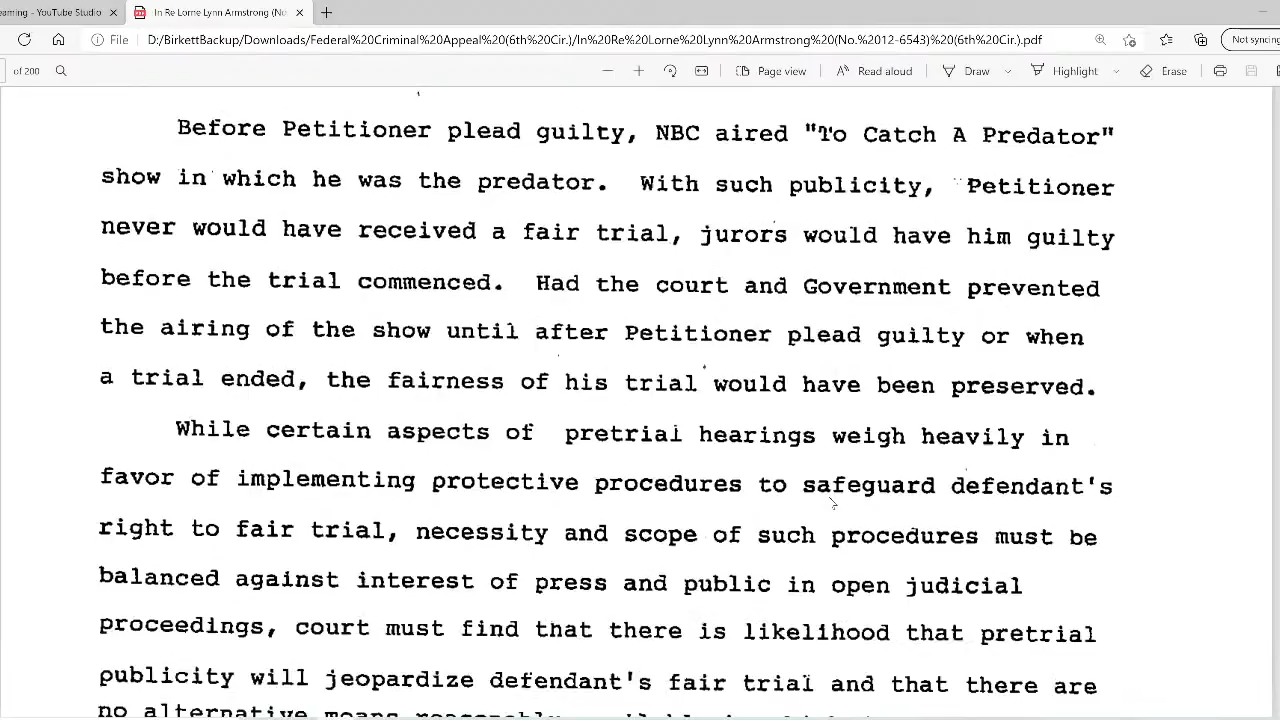 eaming - YouTube Studio
In Re Lorne Lynn Armstrong (No
File D:/BirkettBackup/Downloads/Federal%20Criminal%20Appeal%20(6th%20Cir.)/In%20Re%20Lorne%20Lynn%20Armstrong%20(No.%2012-6543)%20(6th%20Cir.).pdf
Not syncing
of 200
Page view
Read aloud
Draw
Highlight
Erase
Before Petitioner plead guilty, NBC aired "To Catch A Predator"
show in which he was the predator. With such publicity, Petitioner
never would have received a fair trial, jurors would have him guilty
before the trial commenced. Had the court and Government prevented
the airing of the show until after Petitioner plead guilty or when
a trial ended, the fairness of his trial would have been preserved.
While certain aspects of pretrial hearings weigh heavily in
favor of implementing protective procedures to safeguard defendant's
right to fair trial, necessity and scope of such procedures must be
balanced against interest of press and public in open judicial
proceedings, court must find that there is likelihood that pretrial
publicity will jeopardize defendant's fair trial and that there are
no alternative means reasonably